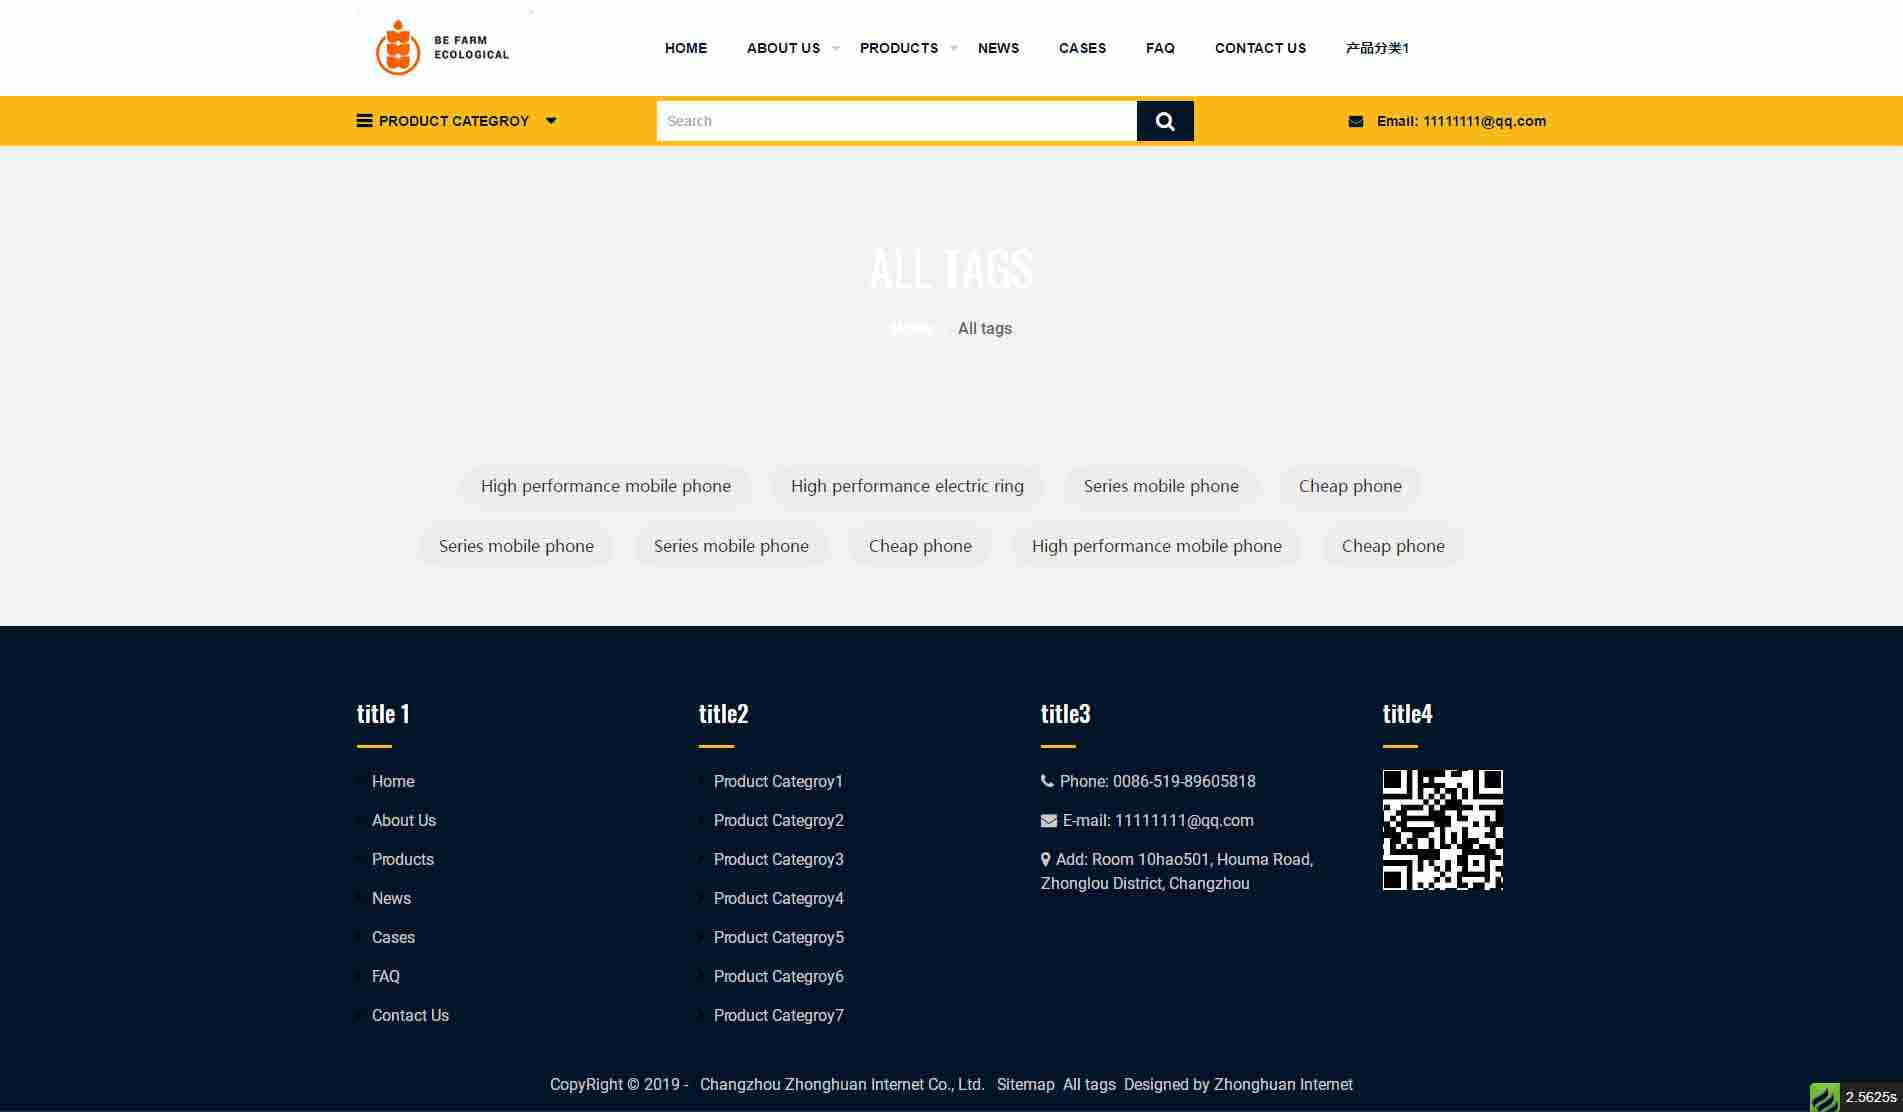 BE FARM
ECOLOGICAL
HOME ABOUT US PRODUCTS NEWS CASES FAQ CONTACT US 产品分类1
PRODUCT CATEGROY
Search
Email: 11111111@qq.com
ALL TAGS
Home All tags
High performance mobile phone High performance electric ring Series mobile phone Cheap phone
Series mobile phone Series mobile phone Cheap phone High performance mobile phone Cheap phone
title 1
Home
About Us
Products
News
Cases
FAQ
Contact Us
title2
Product Categroy1
Product Categroy2
Product Categroy3
Product Categroy4
Product Categroy5
Product Categroy6
Product Categroy7
title3
Phone: 0086-519-89605818
E-mail: 11111111@qq.com
Add: Room 10hao501, Houma Road,
Zhonglou District, Changzhou
title4
CopyRight © 2019 - Changzhou Zhonghuan Internet Co., Ltd. Sitemap All tags Designed by Zhonghuan Internet
2.5625s